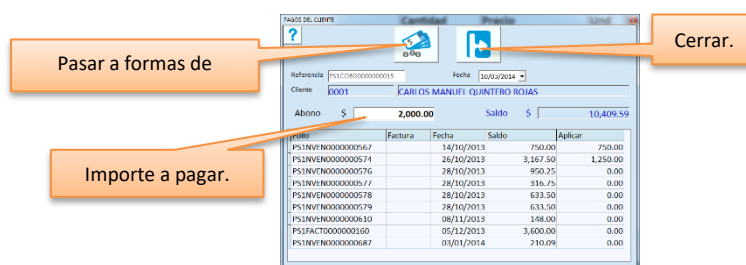 PAGOS DEL CLIENTE Cantidad Precio Und
?
Pasar a formas de
Cerrar.
Referencia PS1COBR0000000015 Fecha 10/03/2014
Cliente 0001 CARLOS MANUEL QUINTERO ROJAS
Abono $ 2,000.00 Saldo $ 10,409.59
Folio Factura Fecha Saldo Aplicar
PS1NVEN0000000567 14/10/2013 750.00 750.00
PS1NVEN0000000574 26/10/2013 3,167.50 1,250.00
PS1NVEN0000000576 28/10/2013 950.25 0.00
PS1NVEN0000000577 28/10/2013 316.75 0.00
PS1NVEN0000000578 28/10/2013 633.50 0.00
PS1NVEN0000000579 28/10/2013 633.50 0.00
PS1NVEN0000000610 08/11/2013 148.00 0.00
PS1FACT0000000160 05/12/2013 3,600.00 0.00
PS1NVEN0000000687 03/01/2014 210.09 0.00
Importe a pagar.